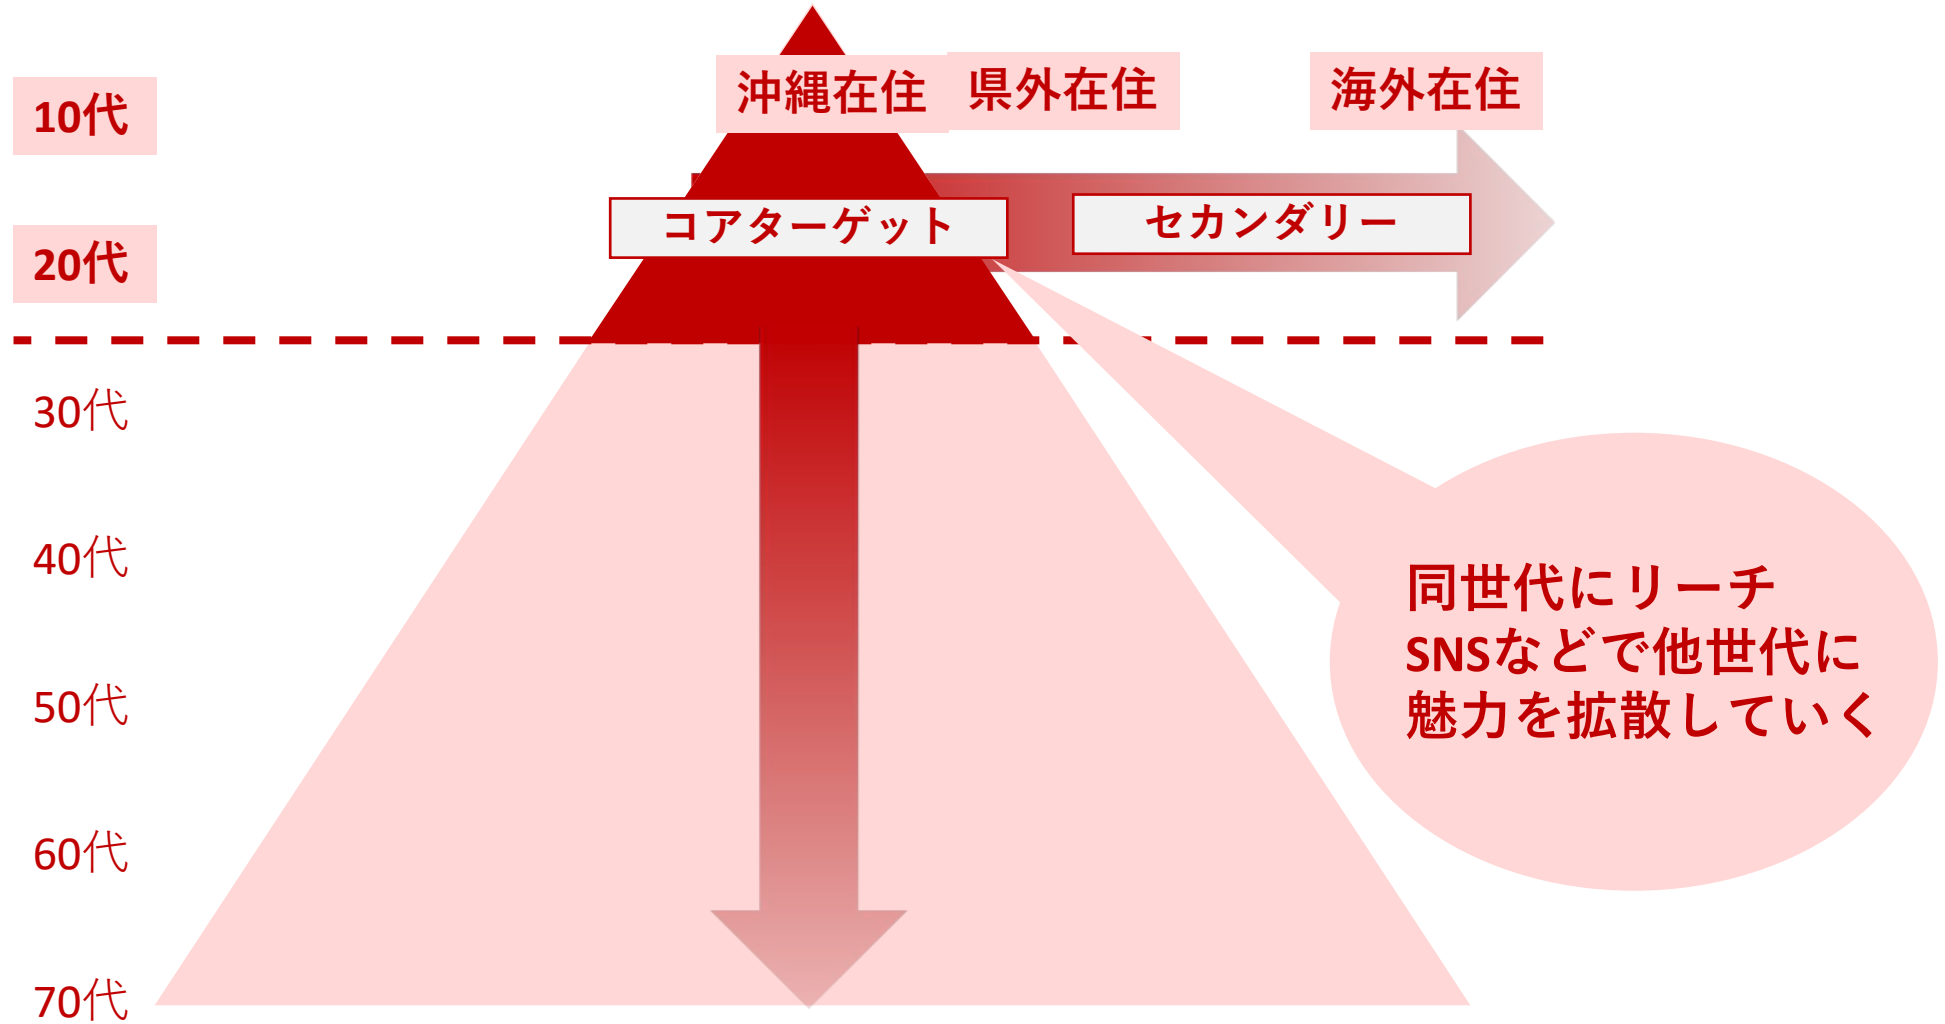 沖縄在住
県外在住
海外在住
10代
コアターゲット
セカンダリー
20代
30代
40代
50代
60代
70代
同世代にリーチ
SNSなどで他世代に
魅力を拡散していく